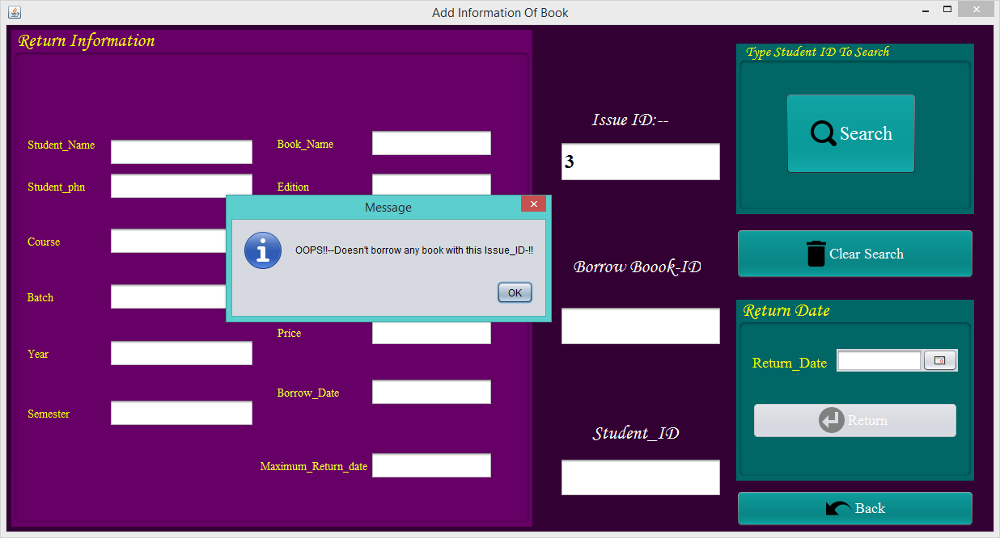 Add Information Of Book
Return Information
Student_Name
Student_phn
Course
Batch
Year
Semester
Book_Name
Edition
Price
Borrow_Date
Maximum_Return_date
Message
OOPS!!--Doesn't borrow any book with this Issue_ID-!!
OK
Issue ID:--
3
Borrow Boook-ID
Student_ID
Type Student ID To Search
Search
Clear Search
Return Date
Return_Date
Return
Back